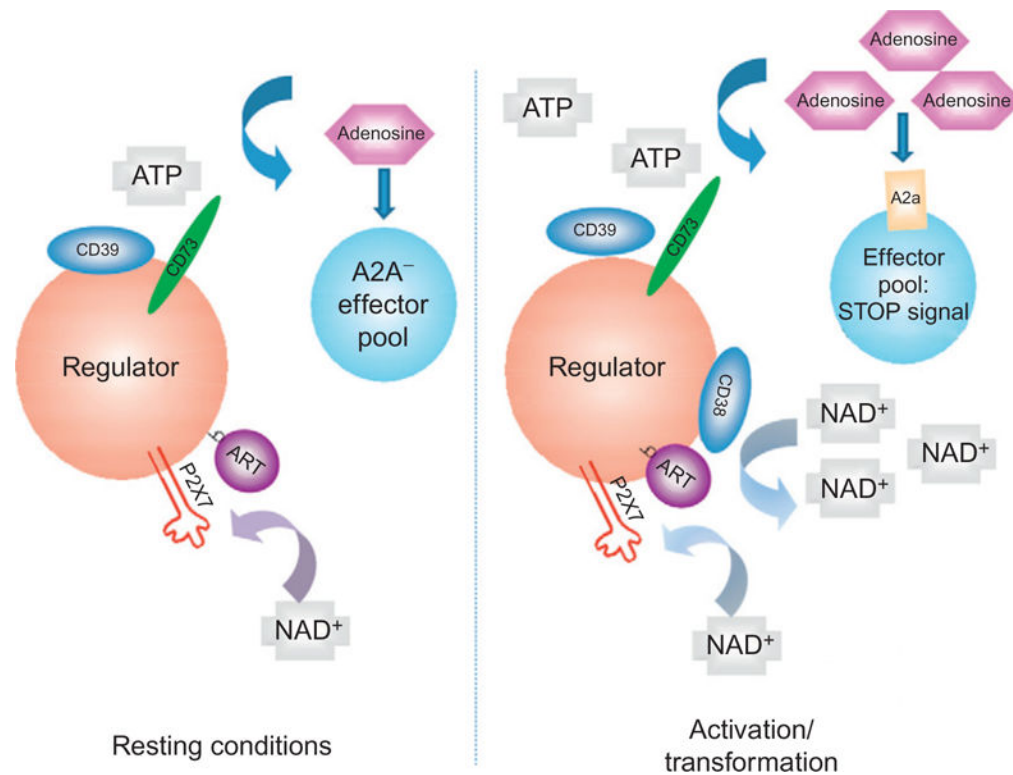 ATP
Adenosine
CD39
CD73
A2A⁻
effector
pool
Regulator
ART
P2X7
NAD⁺
Resting conditions
Adenosine
Adenosine
Adenosine
ATP
ATP
A2a
CD39
CD73
Effector
pool:
STOP signal
Regulator
CD38
NAD⁺
NAD⁺
NAD⁺
ART
P2X7
NAD⁺
Activation/
transformation